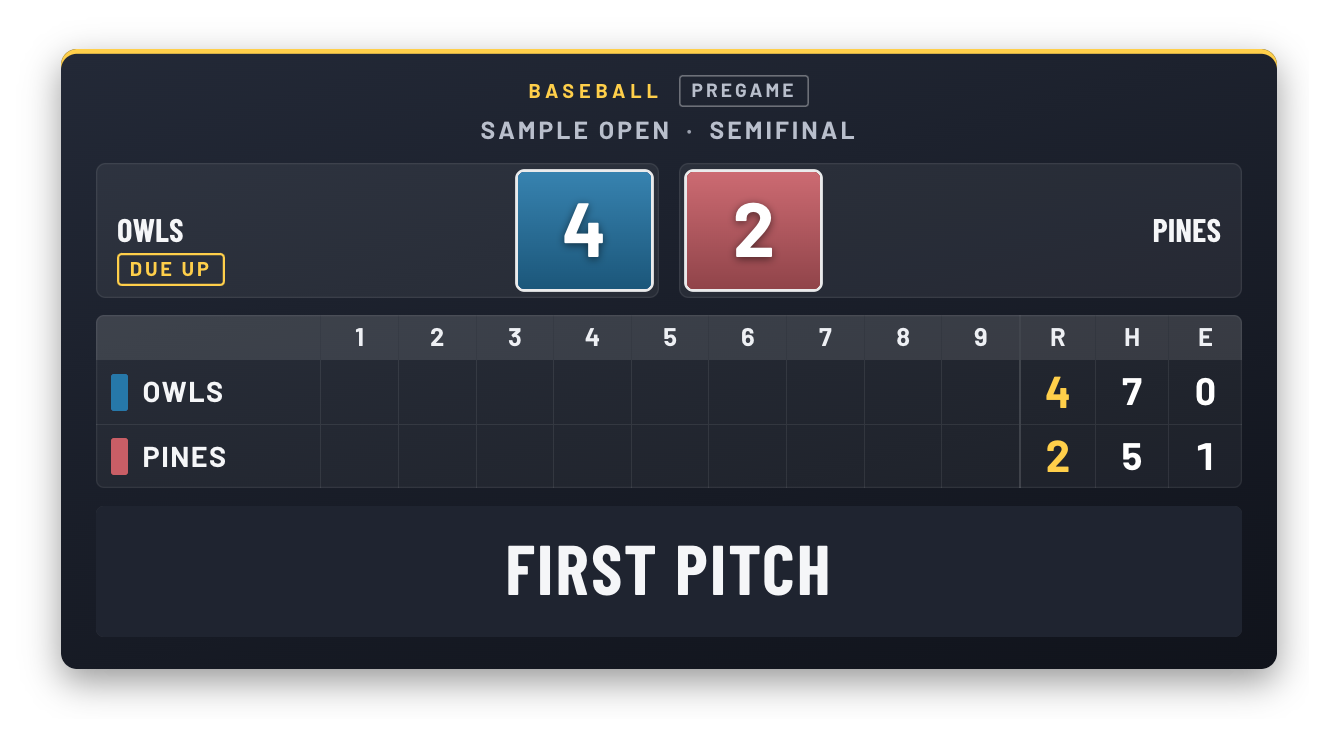 BASEBALL PREGAME
SAMPLE OPEN · SEMIFINAL
OWLS 4 2 PINES
DUE UP
1 2 3 4 5 6 7 8 9 R H E
OWLS 4 7 0
PINES 2 5 1
FIRST PITCH